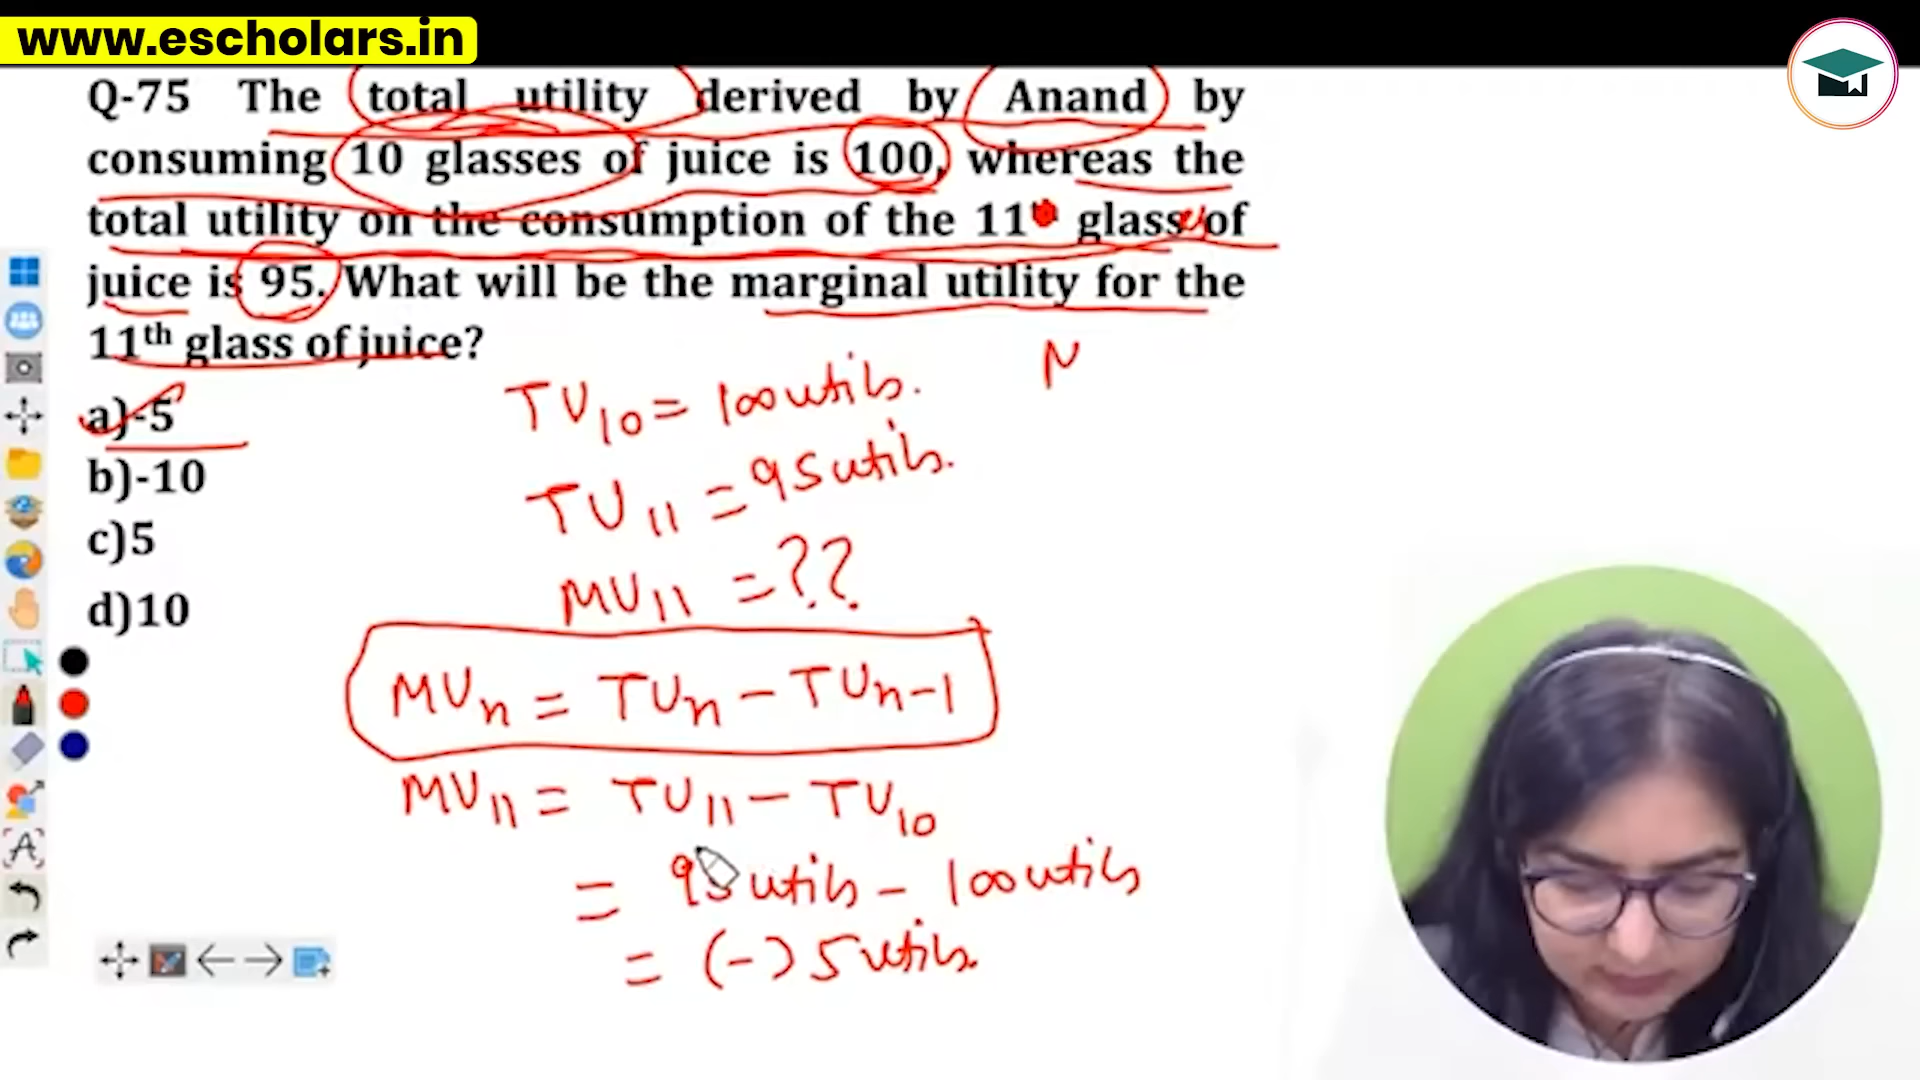 www.escholars.in
Q-75 The total utility derived by Anand by
consuming 10 glasses of juice is 100, whereas the
total utility on the consumption of the 11th glass of
juice is 95. What will be the marginal utility for the
11th glass of juice?
a)-5
b)-10
c)5
d)10
TU10 = 100 utils.
TU11 = 95 utils.
MU11 = ??
MUn = TUn - TUn-1
MU11 = TU11 - TU10
= 95 utils - 100 utils
= (-) 5 utils.